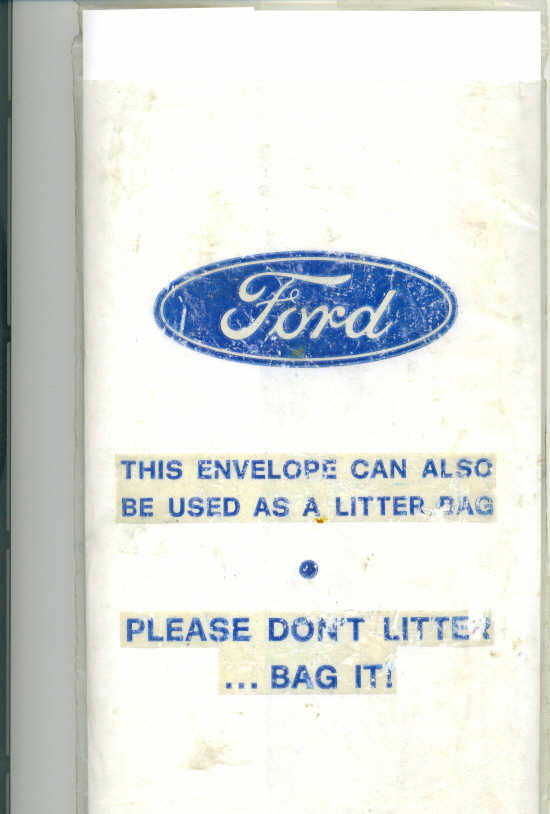 Ford
THIS ENVELOPE CAN ALSO
BE USED AS A LITTER BAG
PLEASE DON'T LITTER
... BAG IT!